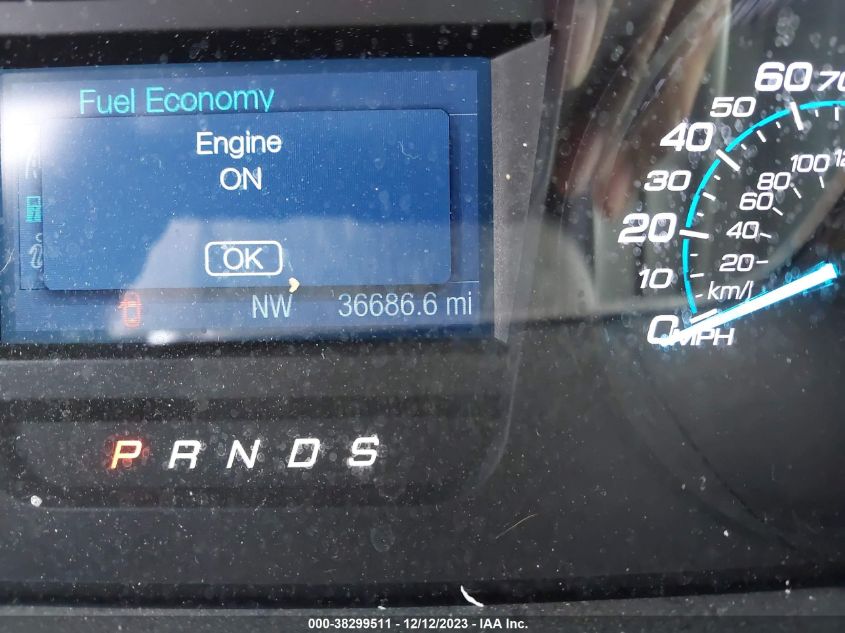 Fuel Economy
Engine
ON
OK
NW 36686.6 mi
P R N D S
0 10 20 30 40 50 60 70
20 40 60 80 100
MPH
000-38299511 - 12/12/2023 - IAA Inc.